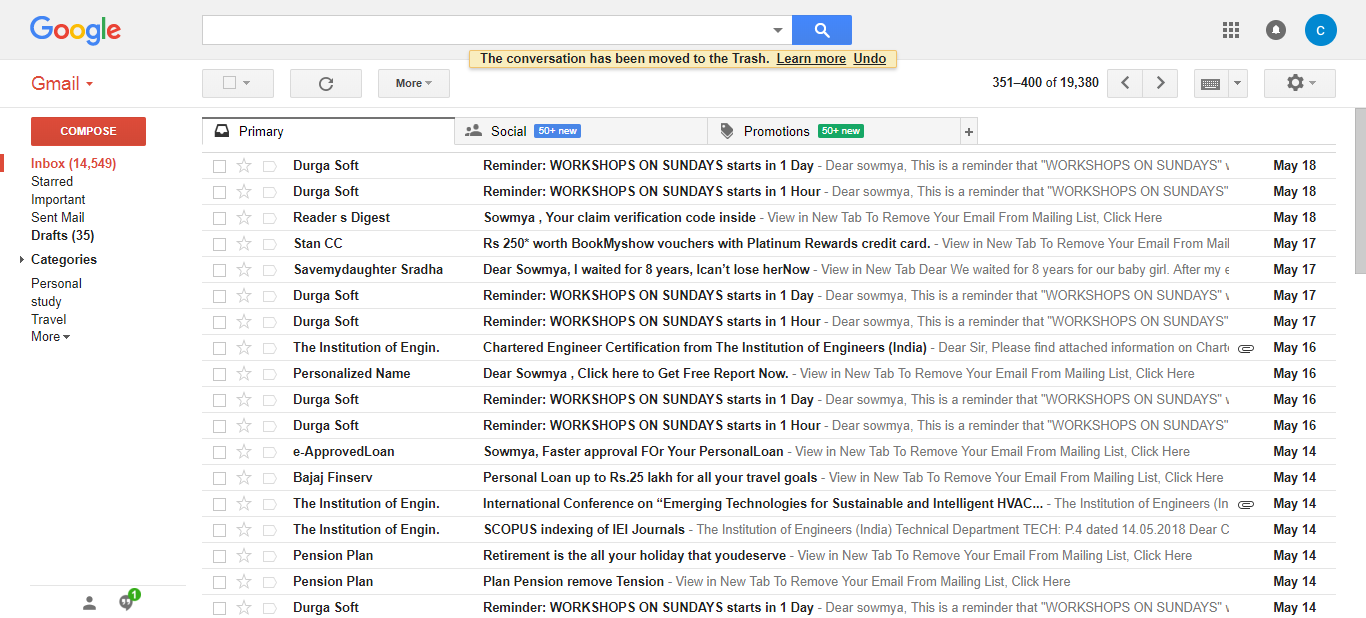 Google
The conversation has been moved to the Trash. Learn more Undo
C
Gmail
More
351–400 of 19,380
COMPOSE
Inbox (14,549)
Starred
Important
Sent Mail
Drafts (35)
Categories
Personal
study
Travel
More
1
Primary
Social 50+ new
Promotions 50+ new
+
Durga Soft Reminder: WORKSHOPS ON SUNDAYS starts in 1 Day - Dear sowmya, This is a reminder that "WORKSHOPS ON SUNDAYS" May 18
Durga Soft Reminder: WORKSHOPS ON SUNDAYS starts in 1 Hour - Dear sowmya, This is a reminder that "WORKSHOPS ON SUNDAYS" May 18
Reader s Digest Sowmya , Your claim verification code inside - View in New Tab To Remove Your Email From Mailing List, Click Here May 18
Stan CC Rs 250* worth BookMyshow vouchers with Platinum Rewards credit card. - View in New Tab To Remove Your Email From Mail May 17
Savemydaughter Sradha Dear Sowmya, I waited for 8 years, Ican't lose herNow - View in New Tab Dear We waited for 8 years for our baby girl. After my e May 17
Durga Soft Reminder: WORKSHOPS ON SUNDAYS starts in 1 Day - Dear sowmya, This is a reminder that "WORKSHOPS ON SUNDAYS" May 17
Durga Soft Reminder: WORKSHOPS ON SUNDAYS starts in 1 Hour - Dear sowmya, This is a reminder that "WORKSHOPS ON SUNDAYS" May 17
The Institution of Engin. Chartered Engineer Certification from The Institution of Engineers (India) - Dear Sir, Please find attached information on Charte May 16
Personalized Name Dear Sowmya , Click here to Get Free Report Now. - View in New Tab To Remove Your Email From Mailing List, Click Here May 16
Durga Soft Reminder: WORKSHOPS ON SUNDAYS starts in 1 Day - Dear sowmya, This is a reminder that "WORKSHOPS ON SUNDAYS" May 16
Durga Soft Reminder: WORKSHOPS ON SUNDAYS starts in 1 Hour - Dear sowmya, This is a reminder that "WORKSHOPS ON SUNDAYS" May 16
e-ApprovedLoan Sowmya, Faster approval FOr Your PersonalLoan - View in New Tab To Remove Your Email From Mailing List, Click Here May 14
Bajaj Finserv Personal Loan up to Rs.25 lakh for all your travel goals - View in New Tab To Remove Your Email From Mailing List, Click Here May 14
The Institution of Engin. International Conference on “Emerging Technologies for Sustainable and Intelligent HVAC... - The Institution of Engineers (In May 14
The Institution of Engin. SCOPUS indexing of IEI Journals - The Institution of Engineers (India) Technical Department TECH: P.4 dated 14.05.2018 Dear C May 14
Pension Plan Retirement is the all your holiday that youdeserve - View in New Tab To Remove Your Email From Mailing List, Click Here May 14
Pension Plan Plan Pension remove Tension - View in New Tab To Remove Your Email From Mailing List, Click Here May 14
Durga Soft Reminder: WORKSHOPS ON SUNDAYS starts in 1 Day - Dear sowmya, This is a reminder that "WORKSHOPS ON SUNDAYS" May 14